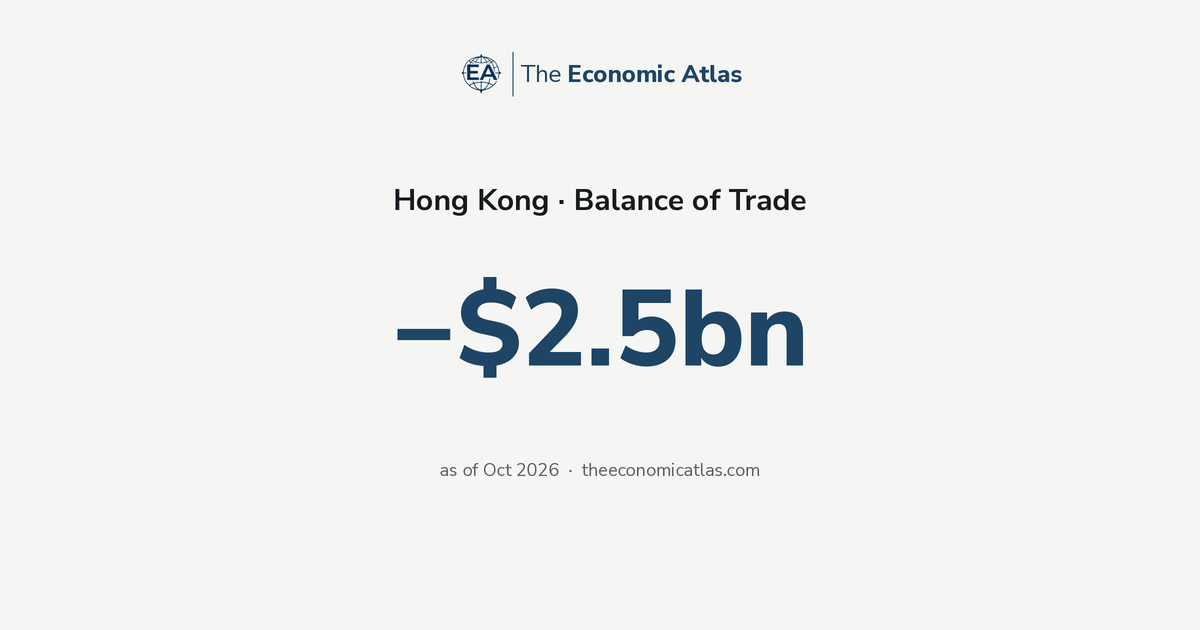 EA
The Economic Atlas
Hong Kong · Balance of Trade
−$2.5bn
as of Oct 2026 · theeconomicatlas.com